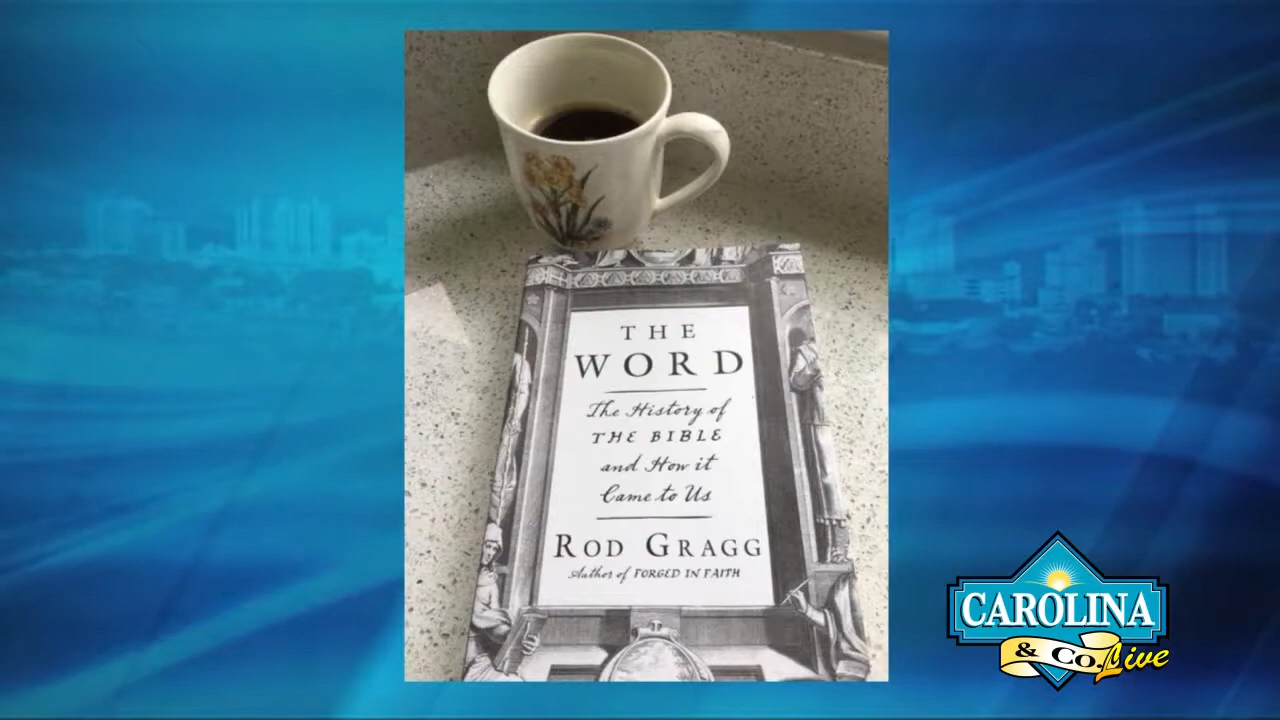 THE
WORD
The History of
THE BIBLE
and How it
Came to Us
ROD GRAGG
Author of FORGED IN FAITH
CAROLINA
& Co. Live